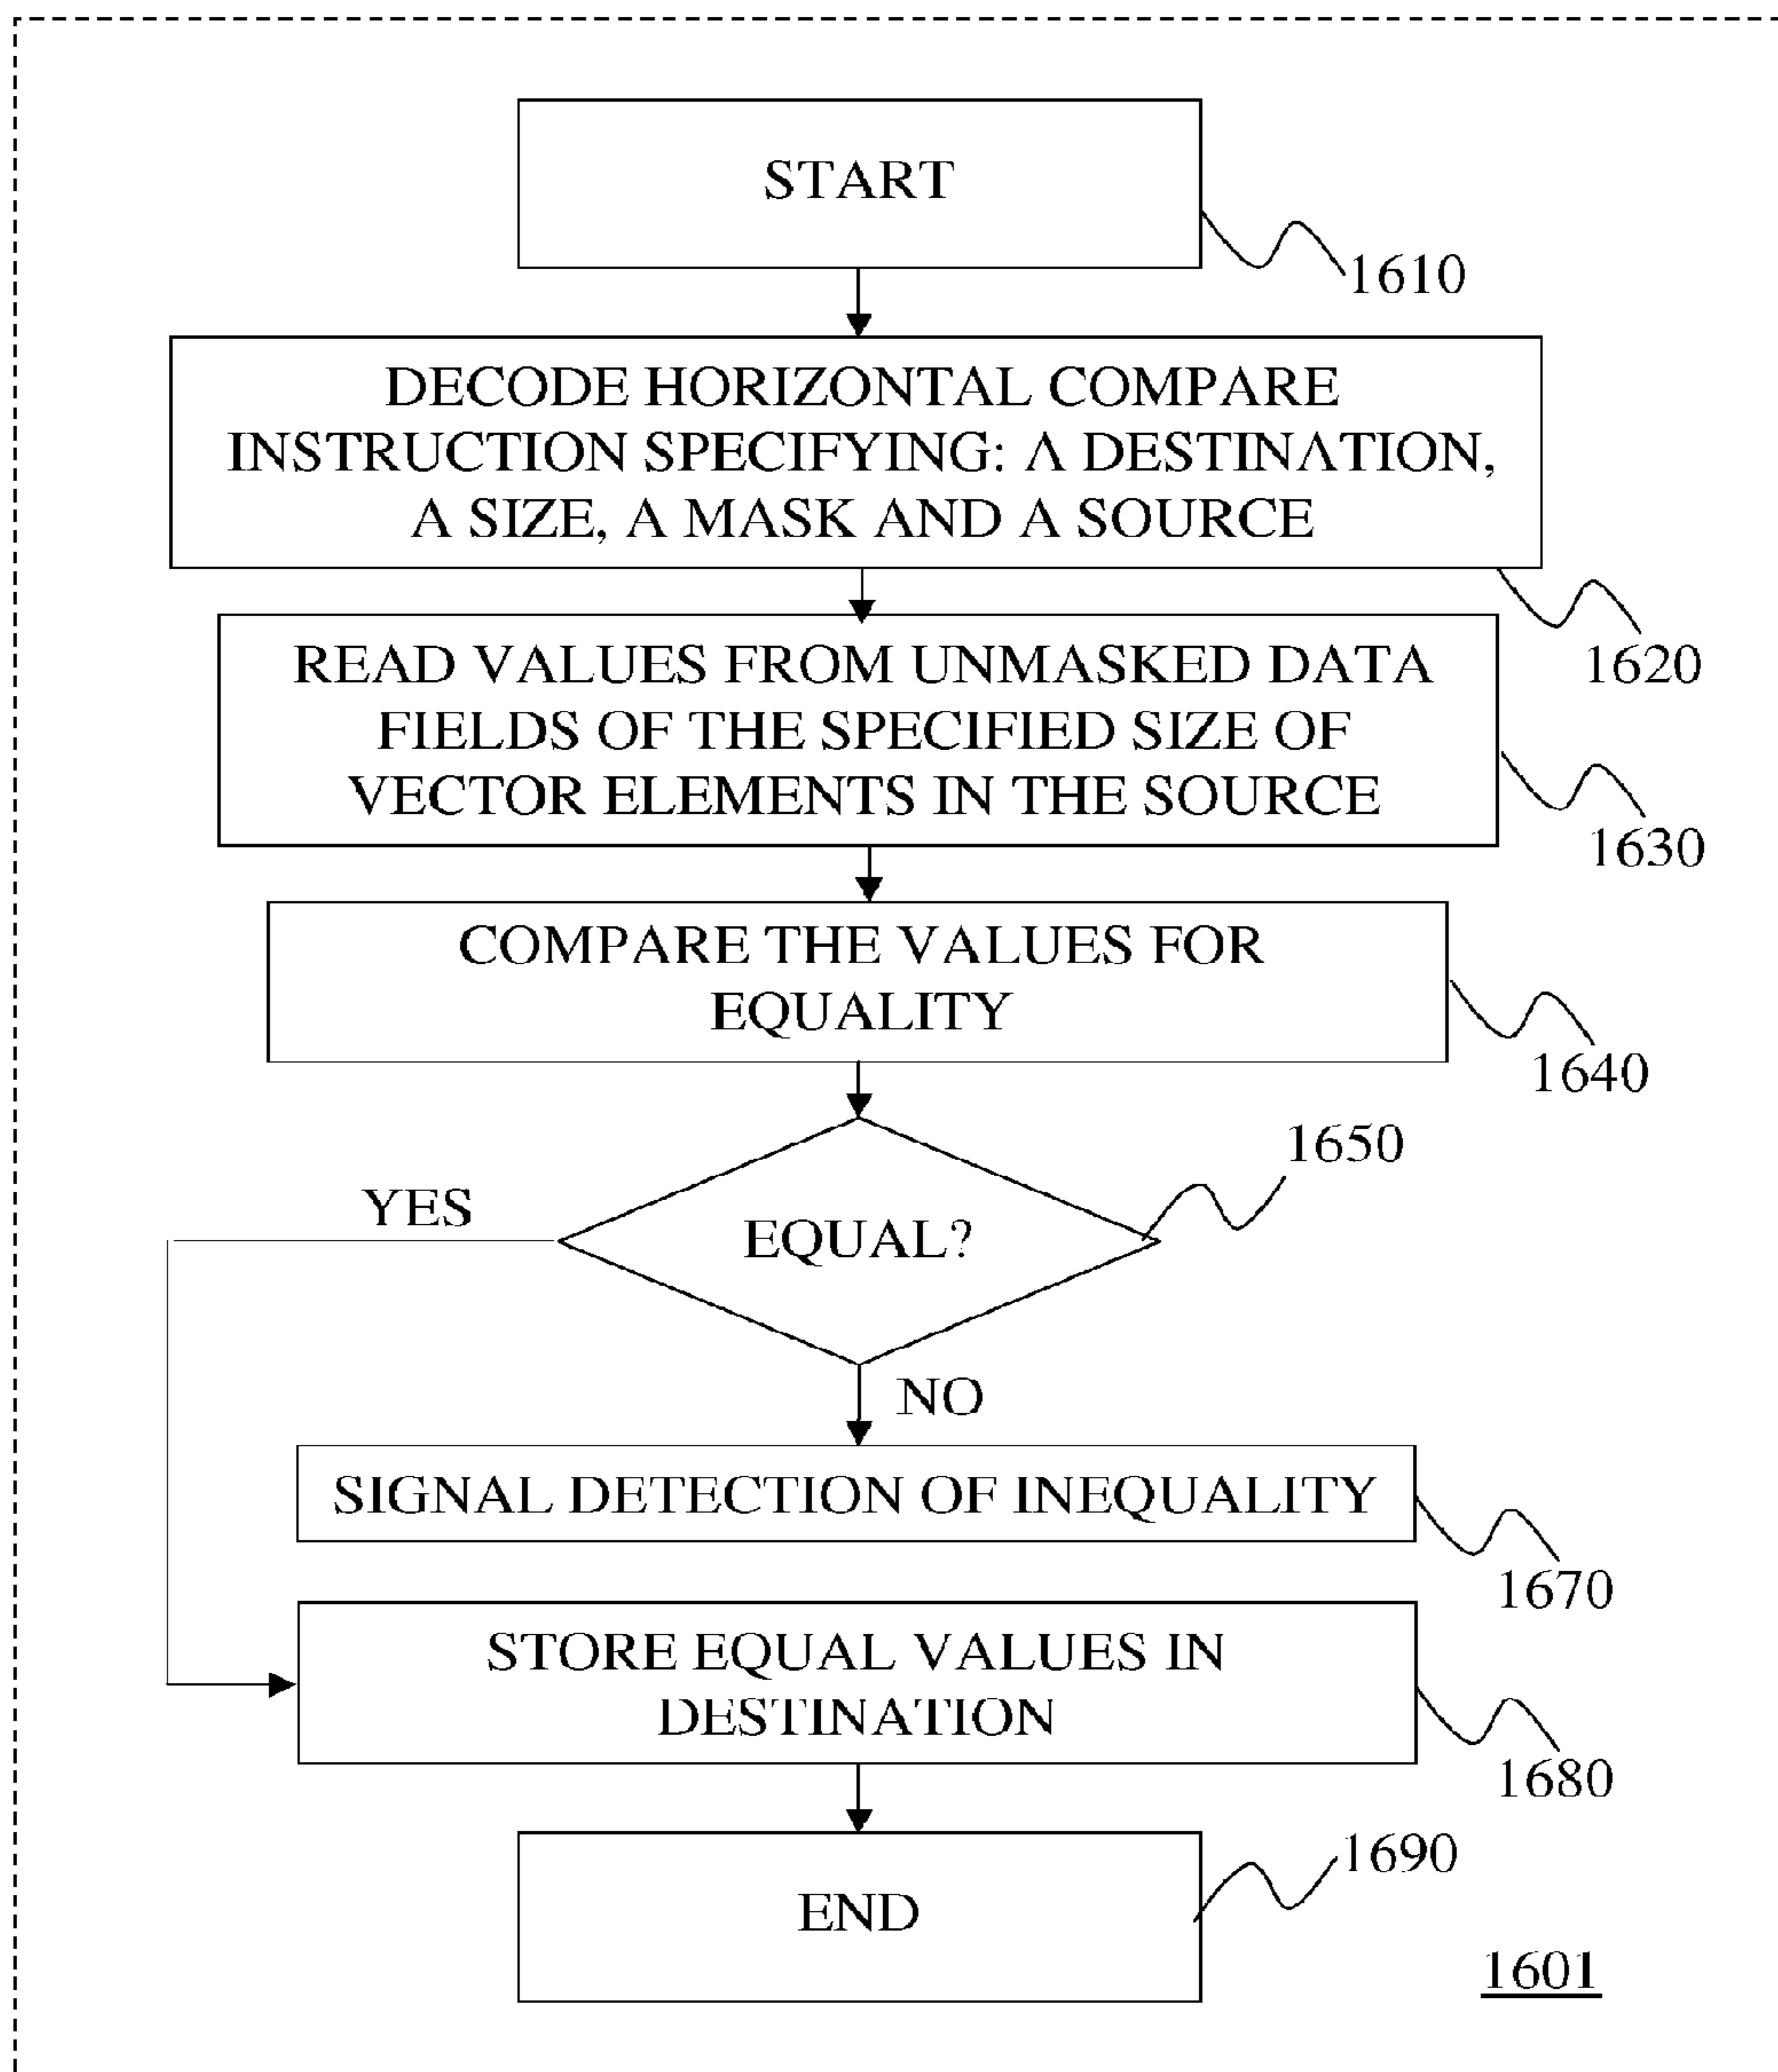 START
1610
DECODE HORIZONTAL COMPARE
INSTRUCTION SPECIFYING: A DESTINATION,
A SIZE, A MASK AND A SOURCE
1620
READ VALUES FROM UNMASKED DATA
FIELDS OF THE SPECIFIED SIZE OF
VECTOR ELEMENTS IN THE SOURCE
1630
COMPARE THE VALUES FOR
EQUALITY
1640
1650
YES
EQUAL?
NO
SIGNAL DETECTION OF INEQUALITY
1670
STORE EQUAL VALUES IN
DESTINATION
1680
1690
END
1601